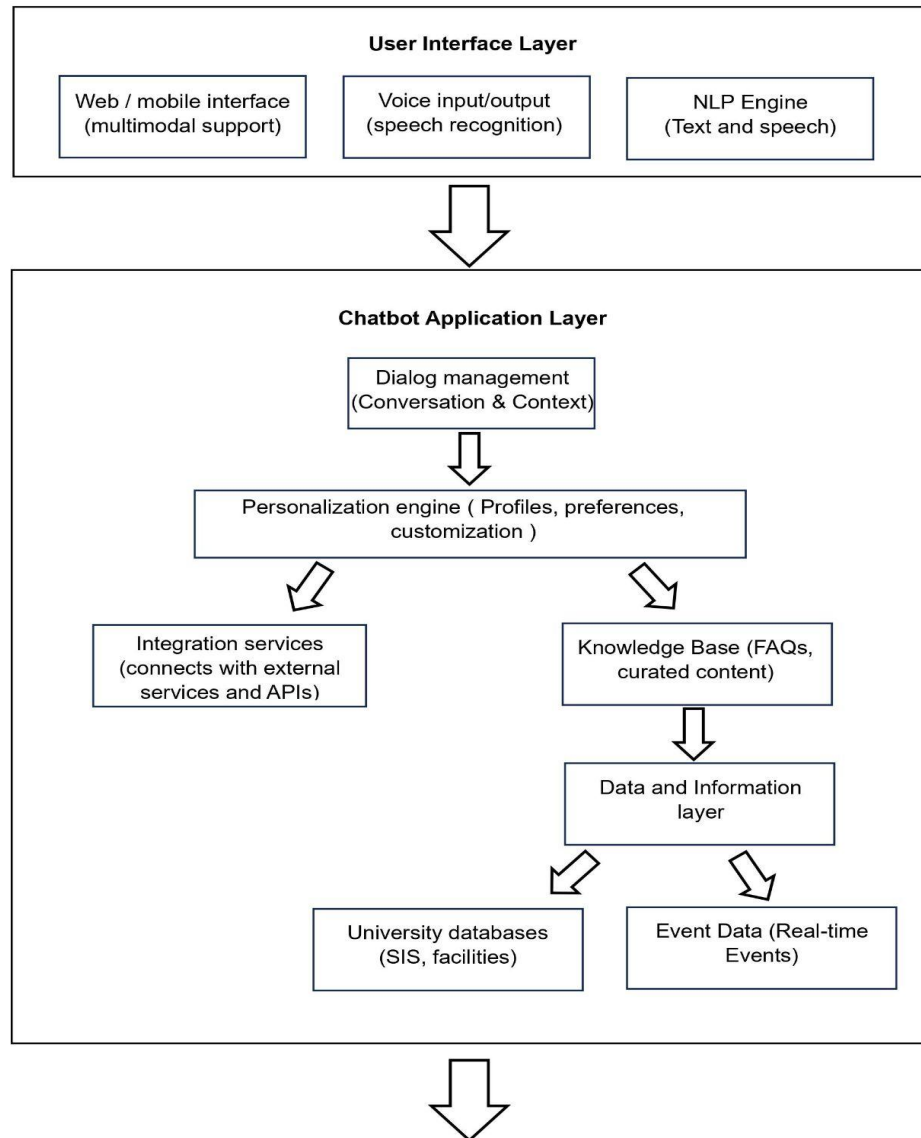 User Interface Layer
Web / mobile interface
(multimodal support)
Voice input/output
(speech recognition)
NLP Engine
(Text and speech)
Chatbot Application Layer
Dialog management
(Conversation & Context)
Personalization engine ( Profiles, preferences,
customization )
Integration services
(connects with external
services and APIs)
Knowledge Base (FAQs,
curated content)
Data and Information
layer
University databases
(SIS, facilities)
Event Data (Real-time
Events)